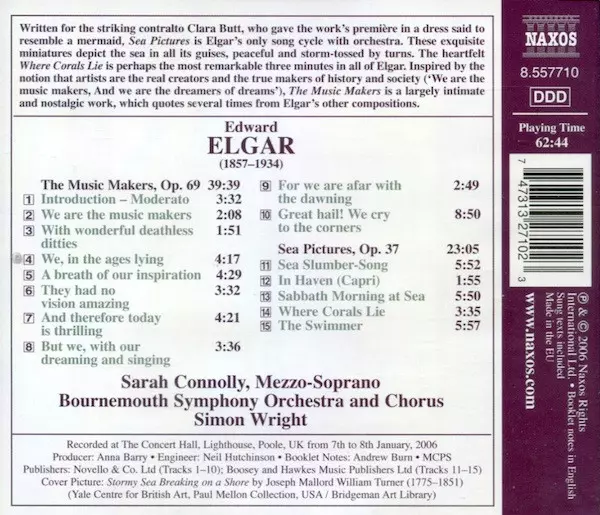 Written for the striking contralto Clara Butt, who gave the work's première in a dress said to
resemble a mermaid, Sea Pictures is Elgar's only song cycle with orchestra. These exquisite
miniatures depict the sea in all its guises, peaceful and storm-tossed by turns. The heartfelt
Where Corals Lie is perhaps the most remarkable three minutes in all of Elgar. Inspired by the
notion that artists are the real creators and the true makers of history and society ('We are the
music makers, And we are the dreamers of dreams'), The Music Makers is a largely intimate
and nostalgic work, which quotes several times from Elgar's other compositions.
Edward
ELGAR
(1857–1934)
The Music Makers, Op. 69 39:39
1 Introduction – Moderato 3:32
2 We are the music makers 2:08
3 With wonderful deathless 1:51
ditties
4 We, in the ages lying 4:17
5 A breath of our inspiration 4:29
6 They had no 3:32
vision amazing
7 And therefore today 4:21
is thrilling
8 But we, with our 3:36
dreaming and singing
9 For we are afar with 2:49
the dawning
10 Great hail! We cry 8:50
to the corners
Sea Pictures, Op. 37 23:05
11 Sea Slumber-Song 5:52
12 In Haven (Capri) 1:55
13 Sabbath Morning at Sea 5:50
14 Where Corals Lie 3:35
15 The Swimmer 5:57
Sarah Connolly, Mezzo-Soprano
Bournemouth Symphony Orchestra and Chorus
Simon Wright
Recorded at The Concert Hall, Lighthouse, Poole, UK from 7th to 8th January, 2006
Producer: Anna Barry • Engineer: Neil Hutchinson • Booklet Notes: Andrew Burn • MCPS
Publishers: Novello & Co. Ltd (Tracks 1–10); Boosey and Hawkes Music Publishers Ltd (Tracks 11–15)
Cover Picture: Stormy Sea Breaking on a Shore by Joseph Mallord William Turner (1775–1851)
(Yale Centre for British Art, Paul Mellon Collection, USA / Bridgeman Art Library)
NAXOS
8.557710
DDD
Playing Time
62:44
7 47313 27102 3
℗ & © 2006 Naxos Rights
International Ltd. • Booklet notes in English
Sung texts included
Made in the EU
www.naxos.com